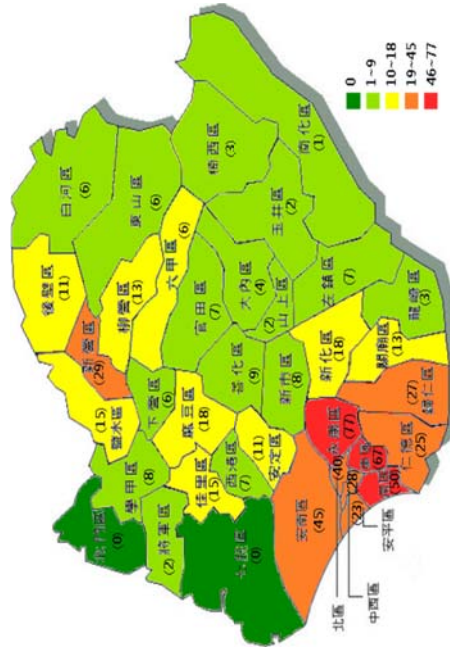 後壁區
(11)
白河區
(6)
新營區
(29)
東山區
(6)
柳營區
(13)
鹽水區
(15)
六甲區
(6)
楠西區
(3)
下營區
(6)
官田區
(7)
學甲區
(8)
麻豆區
(18)
大內區
(4)
玉井區
(2)
南化區
(1)
北門區
(0)
將軍區
(2)
佳里區
(15)
西港區
(7)
善化區
(9)
山上區
(2)
左鎮區
(7)
七股區
(0)
安定區
(11)
新市區
(8)
新化區
(18)
安南區
(45)
永康區
(77)
關廟區
(13)
龍崎區
(3)
歸仁區
(27)
仁德區
(25)
(40)
(28)
(23)
東區
(67)
南區
(50)
北區
中西區
安平區
0
1~9
10~18
19~45
46~77